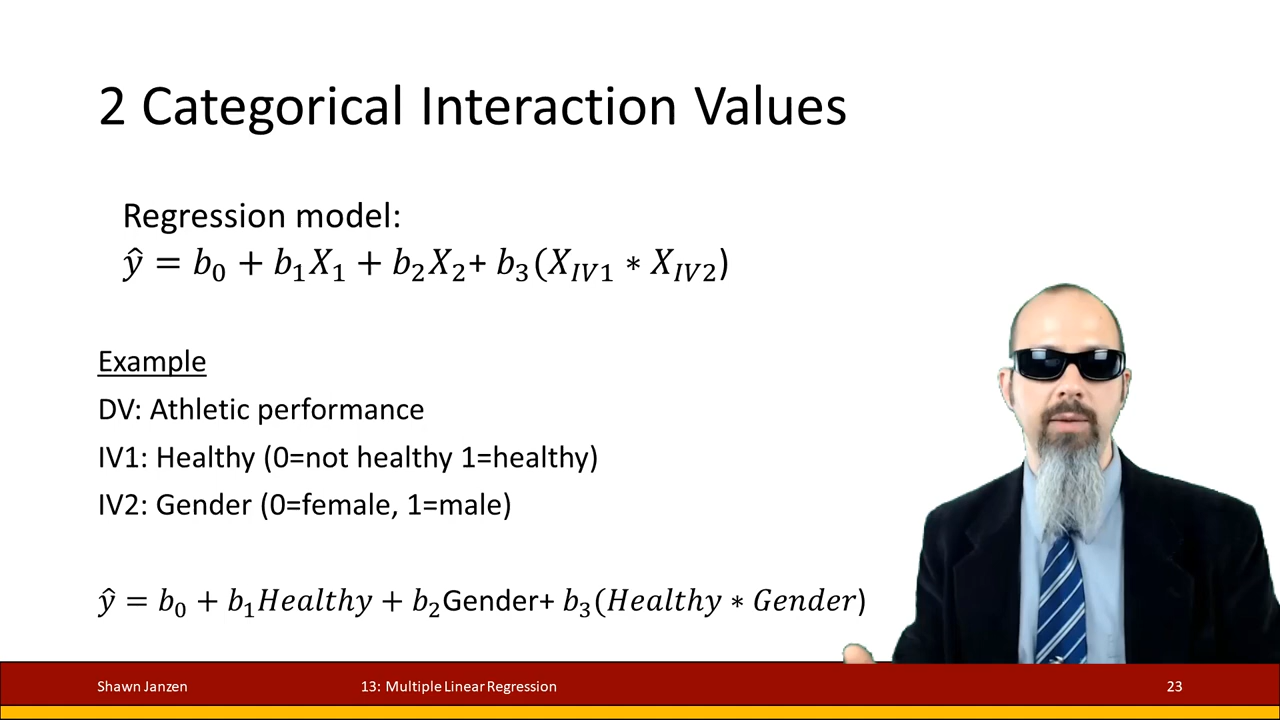 2 Categorical Interaction Values
Regression model:
ŷ = b₀ + b₁X₁ + b₂X₂+ b₃(X_IV1 * X_IV2)
Example
DV: Athletic performance
IV1: Healthy (0=not healthy 1=healthy)
IV2: Gender (0=female, 1=male)
ŷ = b₀ + b₁Healthy + b₂Gender+ b₃(Healthy * Gender)
Shawn Janzen 13: Multiple Linear Regression 23